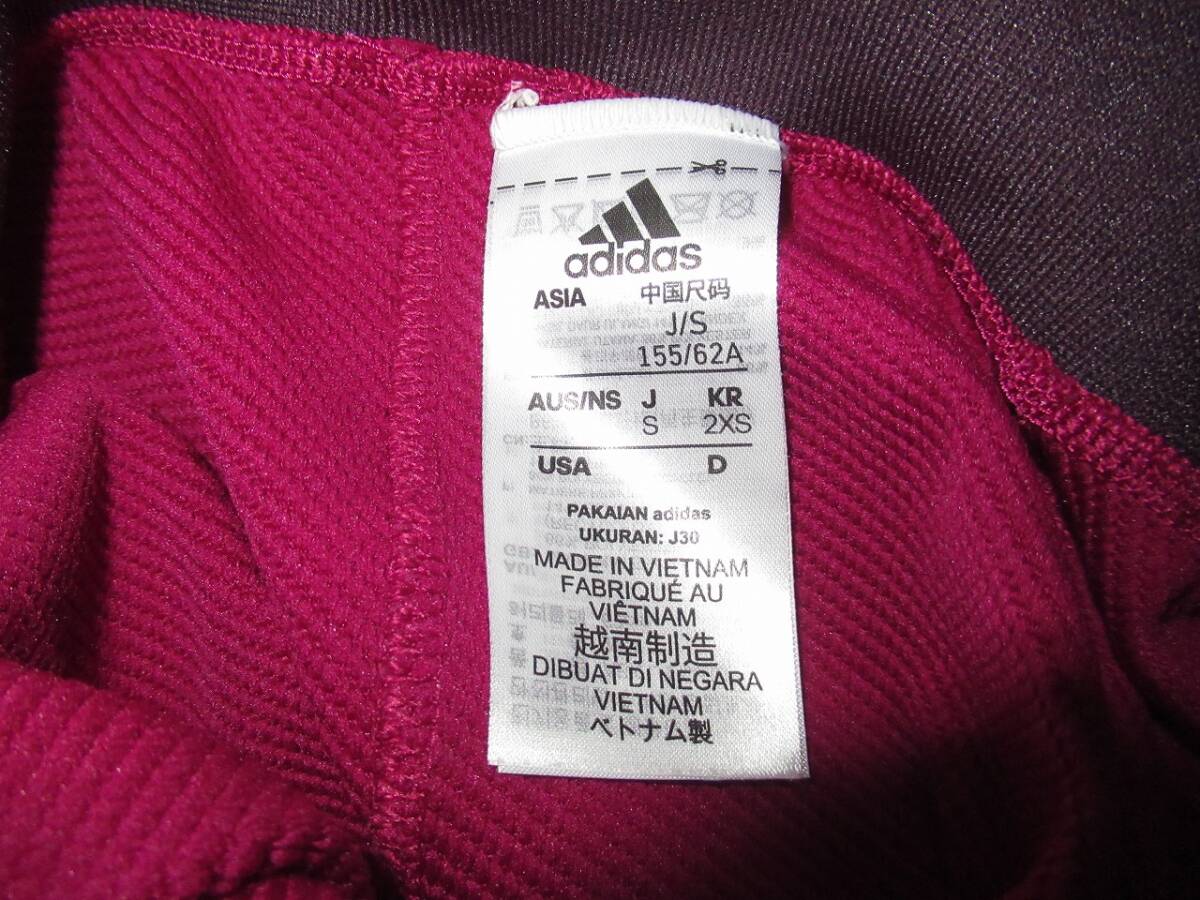 adidas
ASIA 中国尺码
J/S
155/62A
AUS/NS J KR
S 2XS
USA D
PAKAIAN adidas
UKURAN: J30
MADE IN VIETNAM
FABRIQUÉ AU
VIÊTNAM
越南制造
DIBUAT DI NEGARA
VIETNAM
ベトナム製